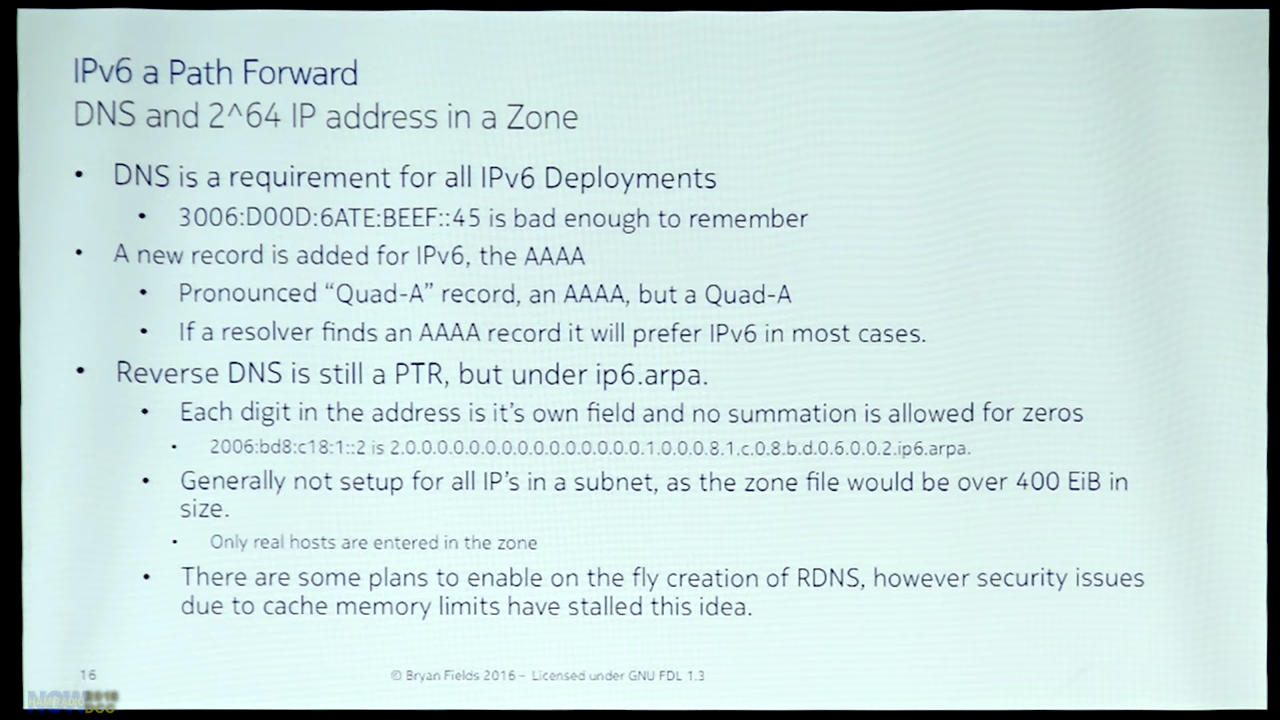 IPv6 a Path Forward
DNS and 2^64 IP address in a Zone
• DNS is a requirement for all IPv6 Deployments
• 3006:D00D:6ATE:BEEF::45 is bad enough to remember
• A new record is added for IPv6, the AAAA
• Pronounced “Quad-A” record, an AAAA, but a Quad-A
• If a resolver finds an AAAA record it will prefer IPv6 in most cases.
• Reverse DNS is still a PTR, but under ip6.arpa.
• Each digit in the address is it’s own field and no summation is allowed for zeros
• 2006:bd8:c18:1::2 is 2.0.0.0.0.0.0.0.0.0.0.0.0.0.0.0.1.0.0.0.8.1.c.0.8.b.d.0.6.0.0.2.ip6.arpa.
• Generally not setup for all IP’s in a subnet, as the zone file would be over 400 EiB in
size.
• Only real hosts are entered in the zone
• There are some plans to enable on the fly creation of RDNS, however security issues
due to cache memory limits have stalled this idea.
16
© Bryan Fields 2016 – Licensed under GNU FDL 1.3